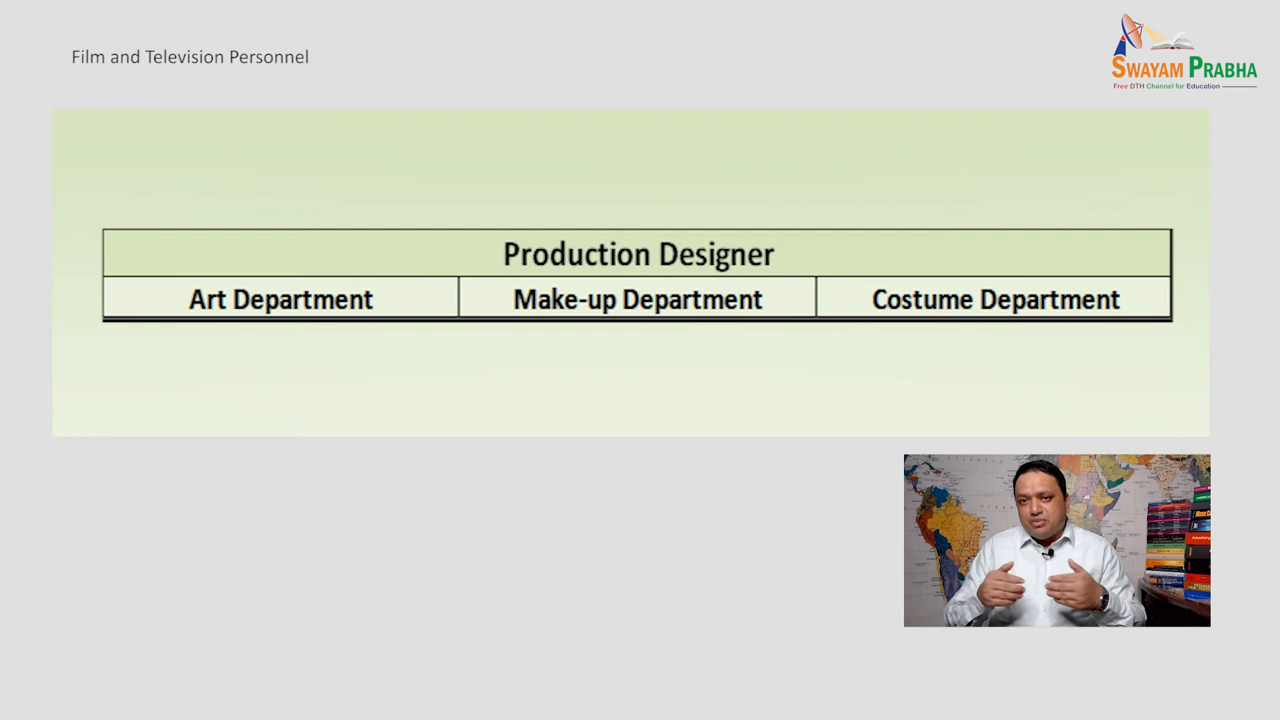 Film and Television Personnel
SWAYAM PRABHA
Free DTH Channel for Education
Production Designer
Art Department
Make-up Department
Costume Department